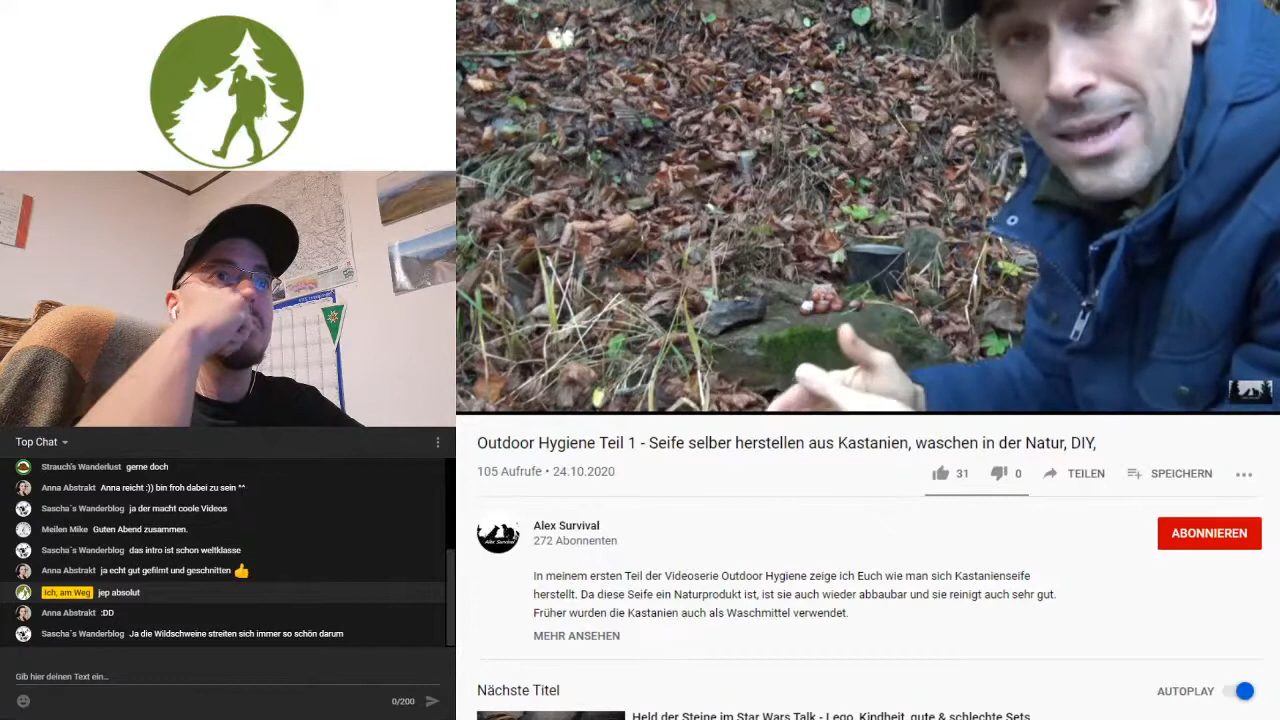 Top Chat
Strauch's Wanderlust gerne doch
Anna Abstrakt Anna reicht :)) bin froh dabei zu sein ^^
Sascha´s Wanderblog ja der macht coole Videos
Meilen Mike Guten Abend zusammen.
Sascha´s Wanderblog das intro ist schon weltklasse
Anna Abstrakt ja echt gut gefilmt und geschnitten 👍
Ich, am Weg jep absolut
Anna Abstrakt :DD
Sascha´s Wanderblog Ja die Wildschweine streiten sich immer so schön darum
Gib hier deinen Text ein...
0/200
Outdoor Hygiene Teil 1 - Seife selber herstellen aus Kastanien, waschen in der Natur, DIY,
105 Aufrufe • 24.10.2020
31 0 TEILEN SPEICHERN
Alex Survival
272 Abonnenten
ABONNIEREN
In meinem ersten Teil der Videoserie Outdoor Hygiene zeige ich Euch wie man sich Kastanienseife
herstellt. Da diese Seife ein Naturprodukt ist, ist sie auch wieder abbaubar und sie reinigt auch sehr gut.
Früher wurden die Kastanien auch als Waschmittel verwendet.
MEHR ANSEHEN
Nächste Titel
AUTOPLAY
Held der Steine im Star Wars Talk - Lego, Kindheit, gute & schlechte Sets